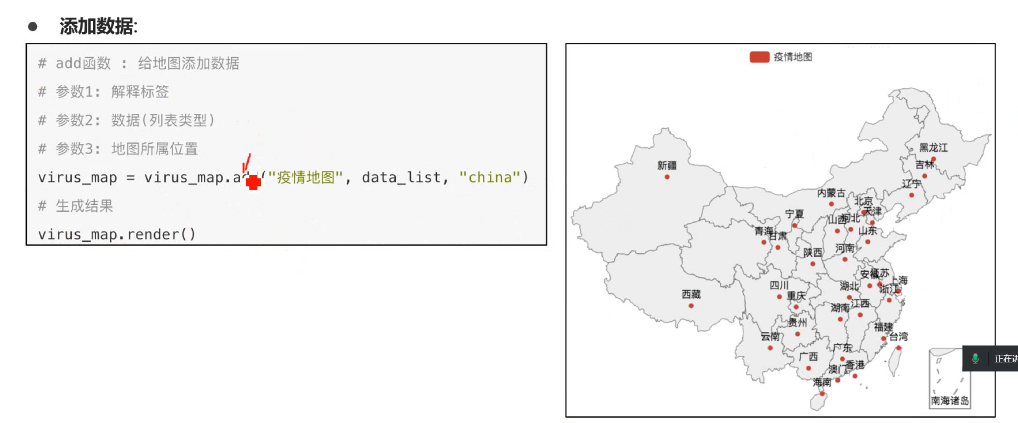 添加数据:
# add函数 : 给地图添加数据
# 参数1: 解释标签
# 参数2: 数据(列表类型)
# 参数3: 地图所属位置
virus_map = virus_map.ad ("疫情地图", data_list, "china")
# 生成结果
virus_map.render()
疫情地图
黑龙江
吉林
辽宁
新疆
内蒙古
北京
天津
宁夏
山西
河北
青海
甘肃
山东
陕西
河南
四川
重庆
湖北
安徽
江苏
上海
浙江
西藏
湖南
江西
贵州
福建
云南
台湾
广西
广东
澳门
香港
海南
南海诸岛
正在